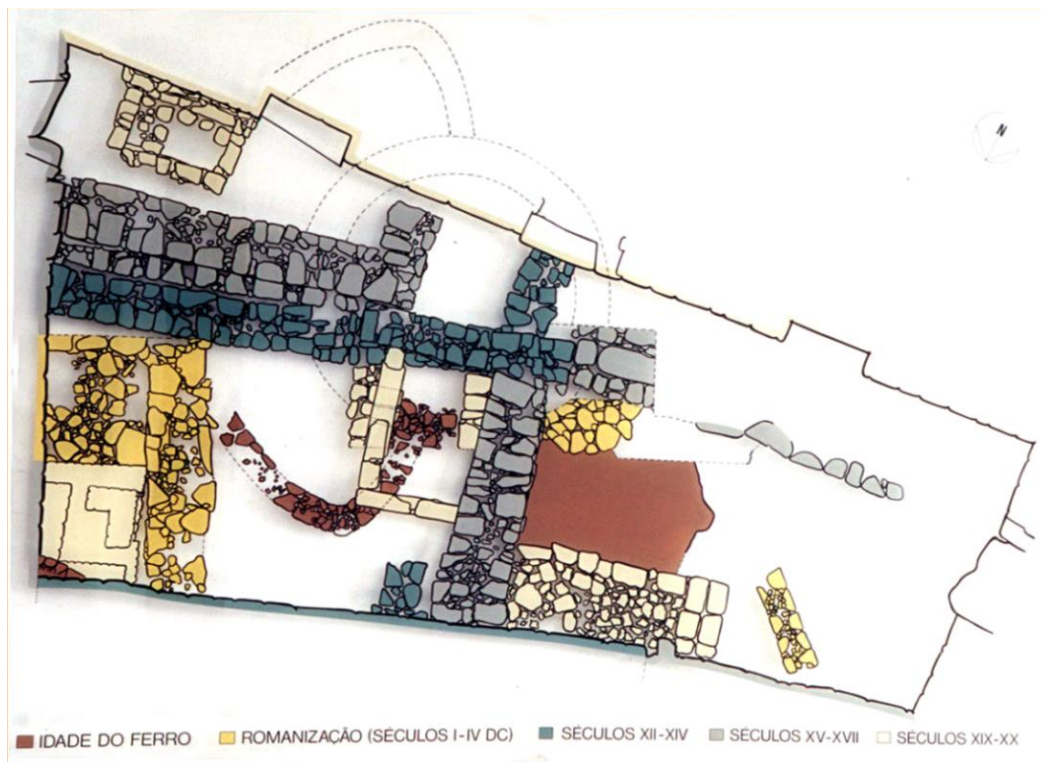 N
IDADE DO FERRO ROMANIZAÇÃO (SÉCULOS I-IV DC) SÉCULOS XII-XIV SÉCULOS XV-XVII SÉCULOS XIX-XX